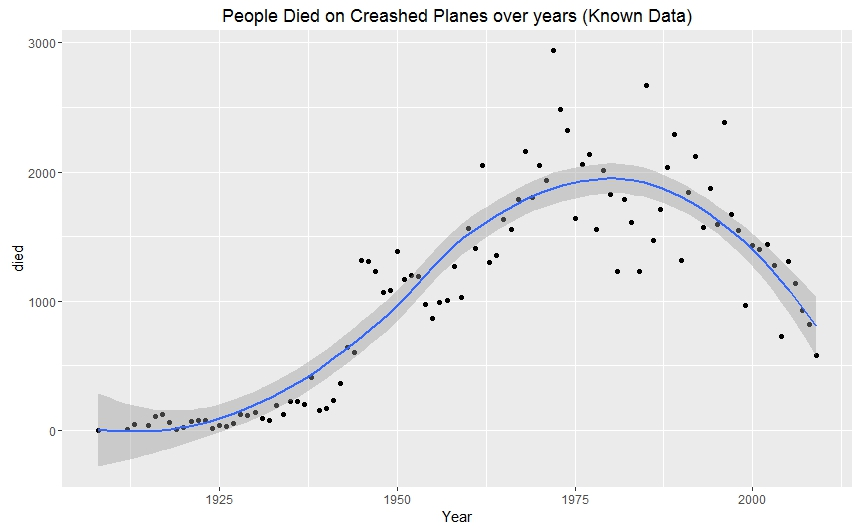 People Died on Creashed Planes over years (Known Data)
3000
2000
1000
0
died
1925
1950
1975
2000
Year